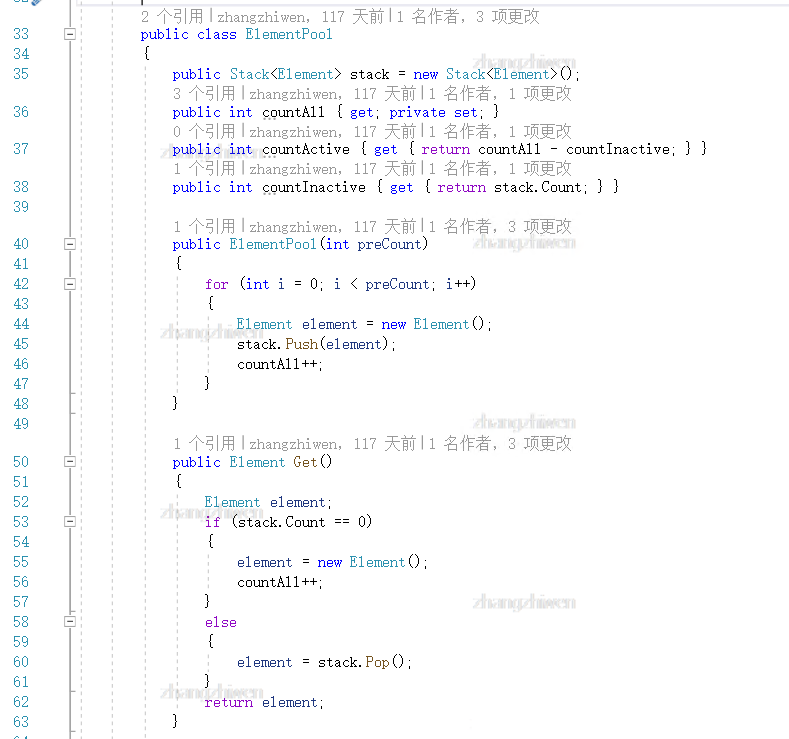 2 个引用 | zhangzhiwen，117 天前 | 1 名作者，3 项更改
33 public class ElementPool
34 {
35 public Stack<Element> stack = new Stack<Element>();
3 个引用 | zhangzhiwen，117 天前 | 1 名作者，1 项更改
36 public int countAll { get; private set; }
0 个引用 | zhangzhiwen，117 天前 | 1 名作者，1 项更改
37 public int countActive { get { return countAll - countInactive; } }
1 个引用 | zhangzhiwen，117 天前 | 1 名作者，1 项更改
38 public int countInactive { get { return stack.Count; } }
39
1 个引用 | zhangzhiwen，117 天前 | 1 名作者，3 项更改
40 public ElementPool(int preCount)
41 {
42 for (int i = 0; i < preCount; i++)
43 {
44 Element element = new Element();
45 stack.Push(element);
46 countAll++;
47 }
48 }
49
1 个引用 | zhangzhiwen，117 天前 | 1 名作者，3 项更改
50 public Element Get()
51 {
52 Element element;
53 if (stack.Count == 0)
54 {
55 element = new Element();
56 countAll++;
57 }
58 else
59 {
60 element = stack.Pop();
61 }
62 return element;
63 }
zhangzhiwen
zhangzhiwen
zhangzhiwen
zhangzhiwen
zhangzhiwen
zhangzhiwen
zhangzhiwen
zhangzhiwen